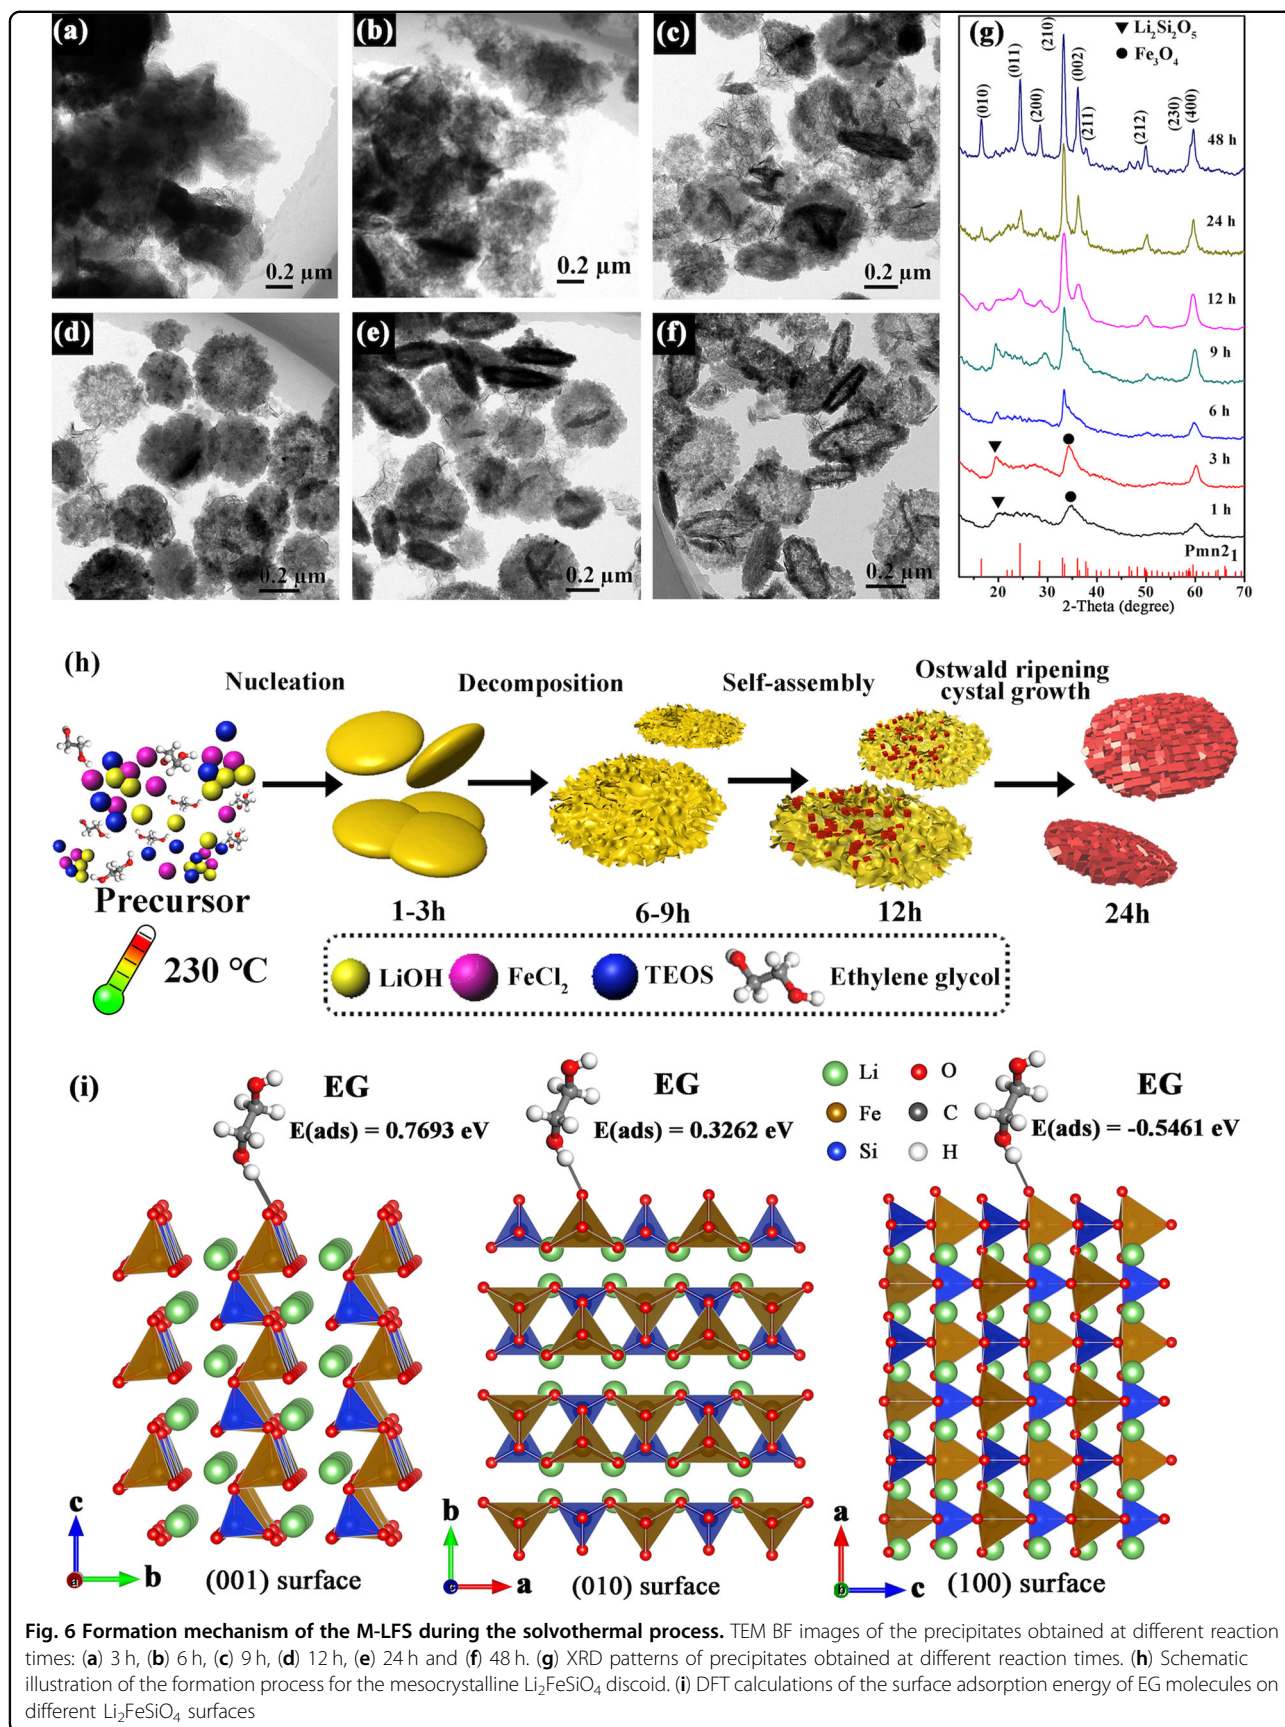 (a)
0.2 µm
(b)
0.2 µm
(c)
0.2 µm
(d)
0.2 µm
(e)
0.2 µm
(f)
0.2 µm
(g)
▼ Li₂Si₂O₅
● Fe₃O₄
(010)
(011)
(200)
(210)
(002)
(211)
(212)
(230)
(400)
48 h
24 h
12 h
9 h
6 h
3 h
1 h
Pmn2₁
20 30 40 50 60 70
2-Theta (degree)
(h)
Nucleation
Decomposition
Self-assembly
Ostwald ripening
cystal growth
Precursor
1-3h
6-9h
12h
24h
230 °C
LiOH
FeCl₂
TEOS
Ethylene glycol
(i)
EG
E(ads) = 0.7693 eV
EG
E(ads) = 0.3262 eV
Li
O
Fe
C
Si
H
EG
E(ads) = -0.5461 eV
c
a
b
(001) surface
b
c
a
(010) surface
a
b
c
(100) surface
Fig. 6 Formation mechanism of the M-LFS during the solvothermal process. TEM BF images of the precipitates obtained at different reaction
times: (a) 3 h, (b) 6 h, (c) 9 h, (d) 12 h, (e) 24 h and (f) 48 h. (g) XRD patterns of precipitates obtained at different reaction times. (h) Schematic
illustration of the formation process for the mesocrystalline Li₂FeSiO₄ discoid. (i) DFT calculations of the surface adsorption energy of EG molecules on
different Li₂FeSiO₄ surfaces